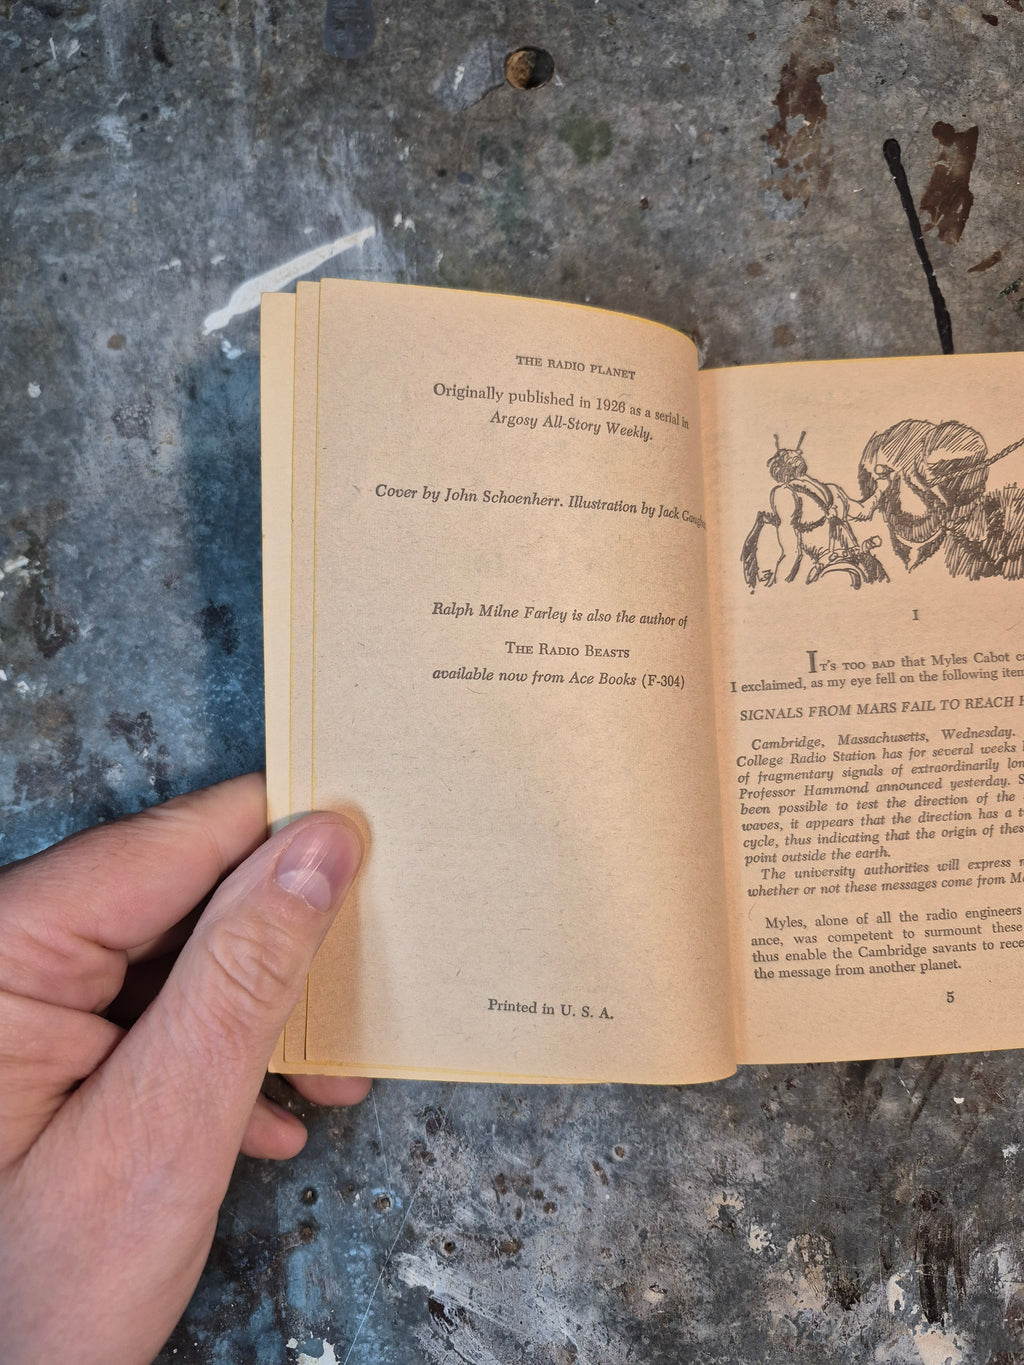 THE RADIO PLANET
Originally published in 1926 as a serial in
Argosy All-Story Weekly.
Cover by John Schoenherr. Illustration by Jack
Ralph Milne Farley is also the author of
THE RADIO BEASTS
available now from Ace Books (F-304)
Printed in U. S. A.
I
IT'S TOO BAD that Myles Cabot
I exclaimed, as my eye fell on the following item
SIGNALS FROM MARS FAIL TO REACH
Cambridge, Massachusetts, Wednesday.
College Radio Station has for several weeks
of fragmentary signals of extraordinarily
Professor Hammond announced yesterday.
been possible to test the direction of the
waves, it appears that the direction has a
cycle, thus indicating that the origin of these
point outside the earth.
The university authorities will express
whether or not these messages come from
Myles, alone of all the radio engineers
ance, was competent to surmount these
thus enable the Cambridge savants to
the message from another planet.
5